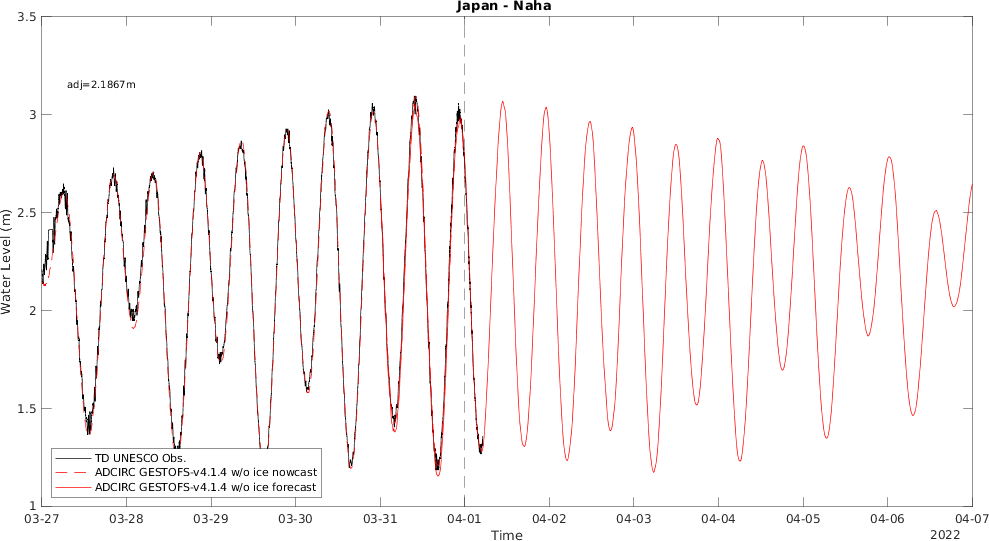 Japan - Naha
3.5
adj=2.1867m
3
2.5
Water Level (m)
2
1.5
TD UNESCO Obs.
ADCIRC GESTOFS-v4.1.4 w/o ice nowcast
ADCIRC GESTOFS-v4.1.4 w/o ice forecast
1
03-27 03-28 03-29 03-30 03-31 04-01 04-02 04-03 04-04 04-05 04-06 04-07
Time
2022